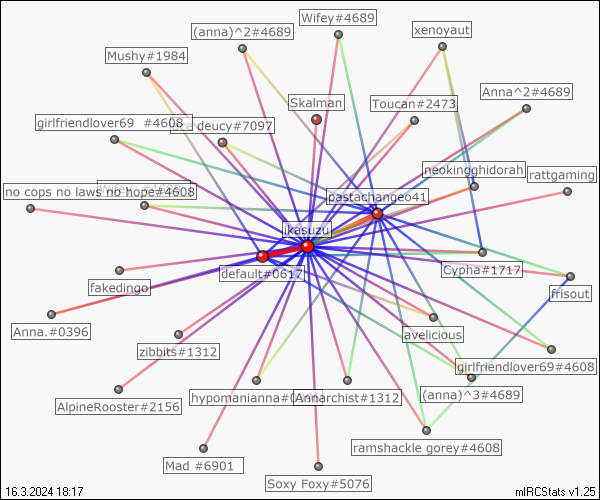 Wifey#4689
(anna)^2#4689
xenoyaut
Mushy#1984
Anna^2#4689
Skalman
Toucan#2473
girlfriendlover69 #4608
deucy#7097
neokingghidorah
rattgaming
no cops no laws no hope#4608
pastachange041
ikasuzu
default#0617
Cypha#1717
fakedingo
frisout
Anna.#0396
avelicious
zibbits#1312
girlfriendlover69#4608
hypomanianna#
Annarchist#1312
(anna)^3#4689
AlpineRooster#2156
ramshackle gorey#4608
Mad #6901
Soxy Foxy#5076
16.3.2024 18:17
mIRCStats v1.25